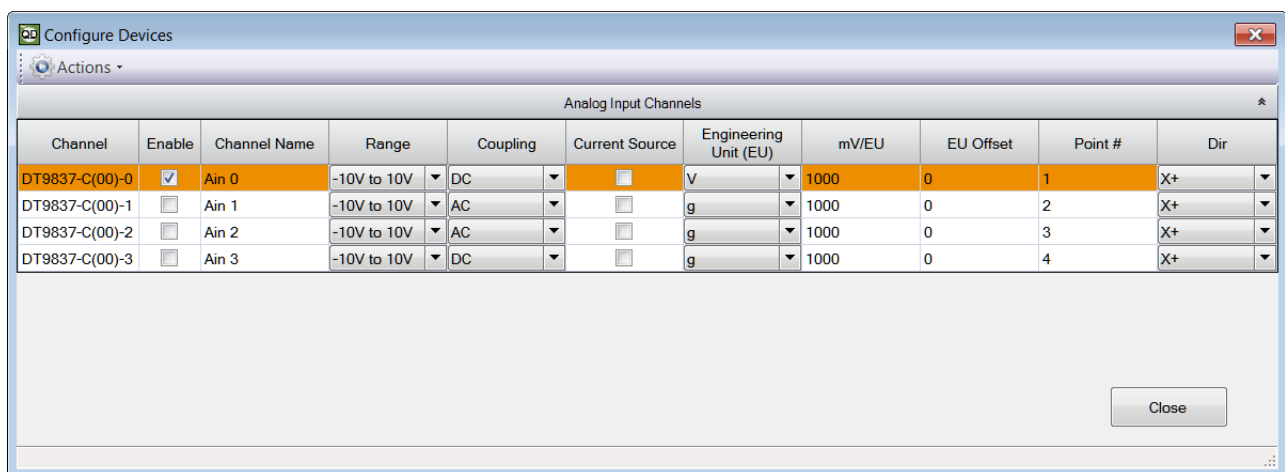 QD Configure Devices
Actions
Analog Input Channels
Channel Enable Channel Name Range Coupling Current Source Engineering Unit (EU) mV/EU EU Offset Point # Dir
DT9837-C(00)-0 Ain 0 -10V to 10V DC V 1000 0 1 X+
DT9837-C(00)-1 Ain 1 -10V to 10V AC g 1000 0 2 X+
DT9837-C(00)-2 Ain 2 -10V to 10V AC g 1000 0 3 X+
DT9837-C(00)-3 Ain 3 -10V to 10V DC g 1000 0 4 X+
Close